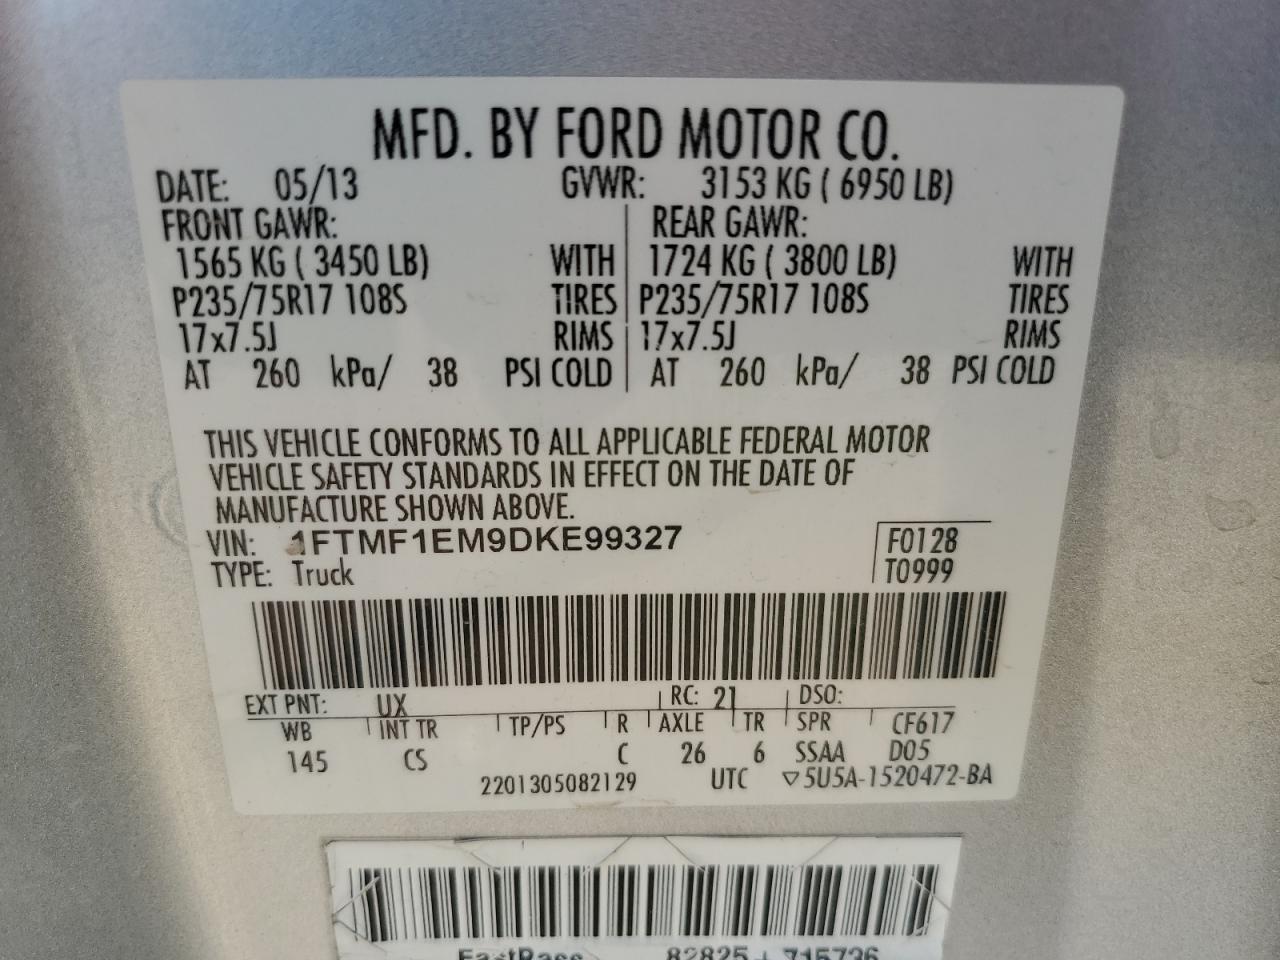 MFD. BY FORD MOTOR CO.
DATE: 05/13 GVWR: 3153 KG ( 6950 LB)
FRONT GAWR: REAR GAWR:
1565 KG ( 3450 LB) WITH 1724 KG ( 3800 LB) WITH
P235/75R17 108S TIRES P235/75R17 108S TIRES
17x7.5J RIMS 17x7.5J RIMS
AT 260 kPa/ 38 PSI COLD AT 260 kPa/ 38 PSI COLD
THIS VEHICLE CONFORMS TO ALL APPLICABLE FEDERAL MOTOR
VEHICLE SAFETY STANDARDS IN EFFECT ON THE DATE OF
MANUFACTURE SHOWN ABOVE.
VIN: 1FTMF1EM9DKE99327 F0128
TYPE: Truck T0999
EXT PNT: UX RC: 21 DSO:
WB INT TR TP/PS R AXLE TR SPR CF617
145 CS C 26 6 SSAA D05
2201305082129 UTC ▽5U5A-1520472-BA
FastPass 82825 + 715736